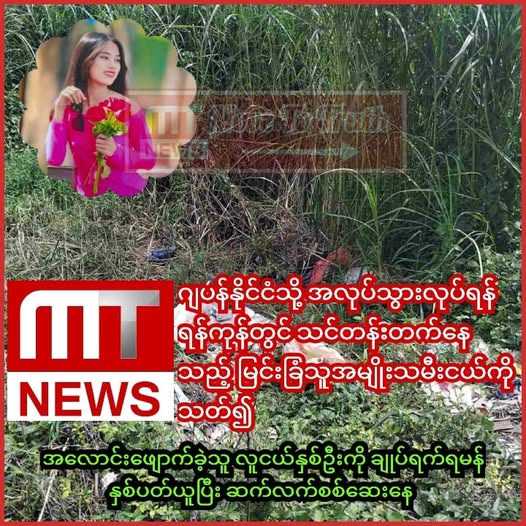 MT
NEWS
MT
NEWS
ဂျပန်နိုင်ငံသို့ အလုပ်သွားလုပ်ရန်
ရန်ကုန်တွင် သင်တန်းတက်နေ
သည့် မြင်းခြံသူအမျိုးသမီးငယ်ကို
သတ်၍
အလောင်းဖျောက်ခဲ့သူ လူငယ်နှစ်ဦးကို ချုပ်ရက်ရမန်
နှစ်ပတ်ယူပြီး ဆက်လက်စစ်ဆေးနေ